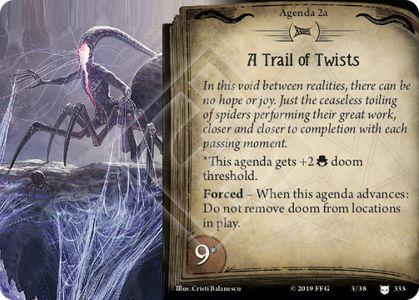 Agenda 2a
A Trail of Twists
In this void between realities, there can be
no hope or joy. Just the ceaseless toiling
of spiders performing their great work,
closer and closer to completion with each
passing moment.
*This agenda gets +2 doom
threshold.
Forced – When this agenda advances:
Do not remove doom from locations
in play.
9*
Illus. Cristi Balanescu
© 2019 FFG
3/38
335